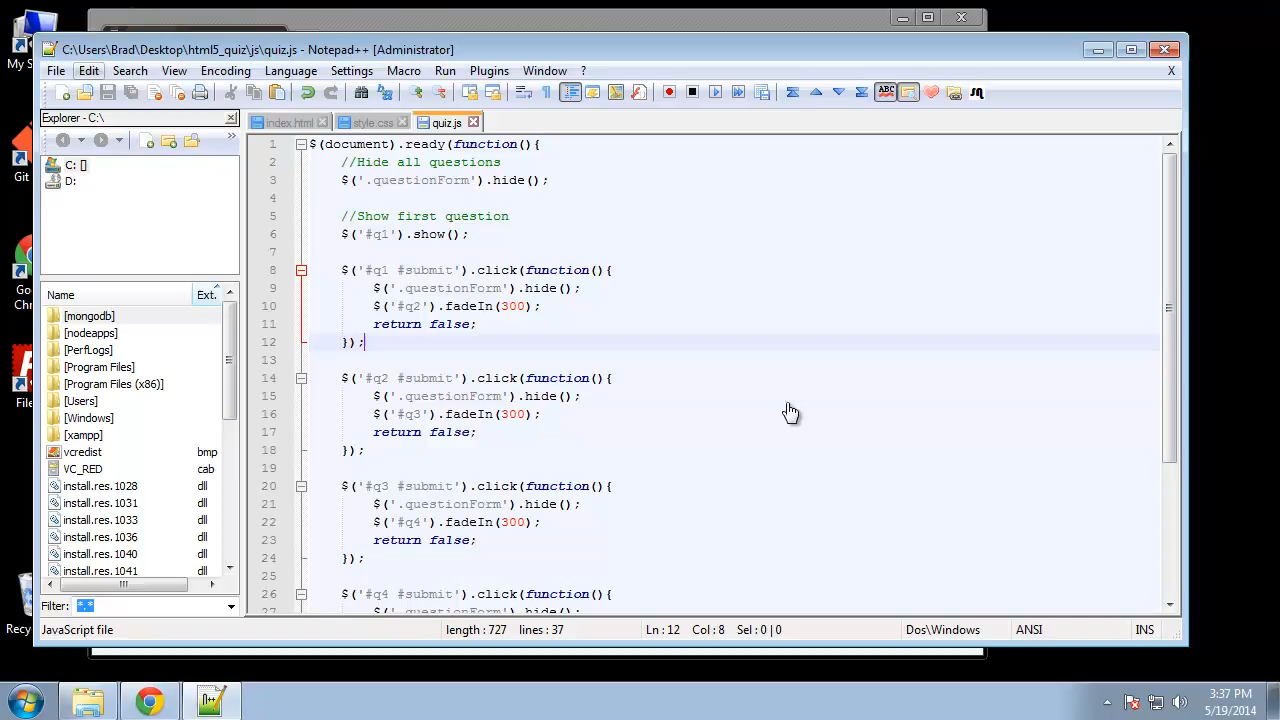 My S
C:\Users\Brad\Desktop\html5_quiz\js\quiz.js - Notepad++ [Administrator]
File Edit Search View Encoding Language Settings Macro Run Plugins Window ? X
Explorer - C:\
index.html style.css quiz.js
C: []
D:
Name Ext.
[mongodb]
[nodeapps]
[PerfLogs]
[Program Files]
[Program Files (x86)]
[Users]
[Windows]
[xampp]
vcredist bmp
VC_RED cab
install.res.1028 dll
install.res.1031 dll
install.res.1033 dll
install.res.1036 dll
install.res.1040 dll
install.res.1041 dll
Filter: *.*
1 $(document).ready(function(){
2 //Hide all questions
3 $('.questionForm').hide();
4
5 //Show first question
6 $('#q1').show();
7
8 $('#q1 #submit').click(function(){
9 $('.questionForm').hide();
10 $('#q2').fadeIn(300);
11 return false;
12 });
13
14 $('#q2 #submit').click(function(){
15 $('.questionForm').hide();
16 $('#q3').fadeIn(300);
17 return false;
18 });
19
20 $('#q3 #submit').click(function(){
21 $('.questionForm').hide();
22 $('#q4').fadeIn(300);
23 return false;
24 });
25
26 $('#q4 #submit').click(function(){
27 $('.questionForm').hide();
JavaScript file length : 727 lines : 37 Ln : 12 Col : 8 Sel : 0 | 0 Dos\Windows ANSI INS
Git
Go
Chr
File
Recy
3:37 PM
5/19/2014